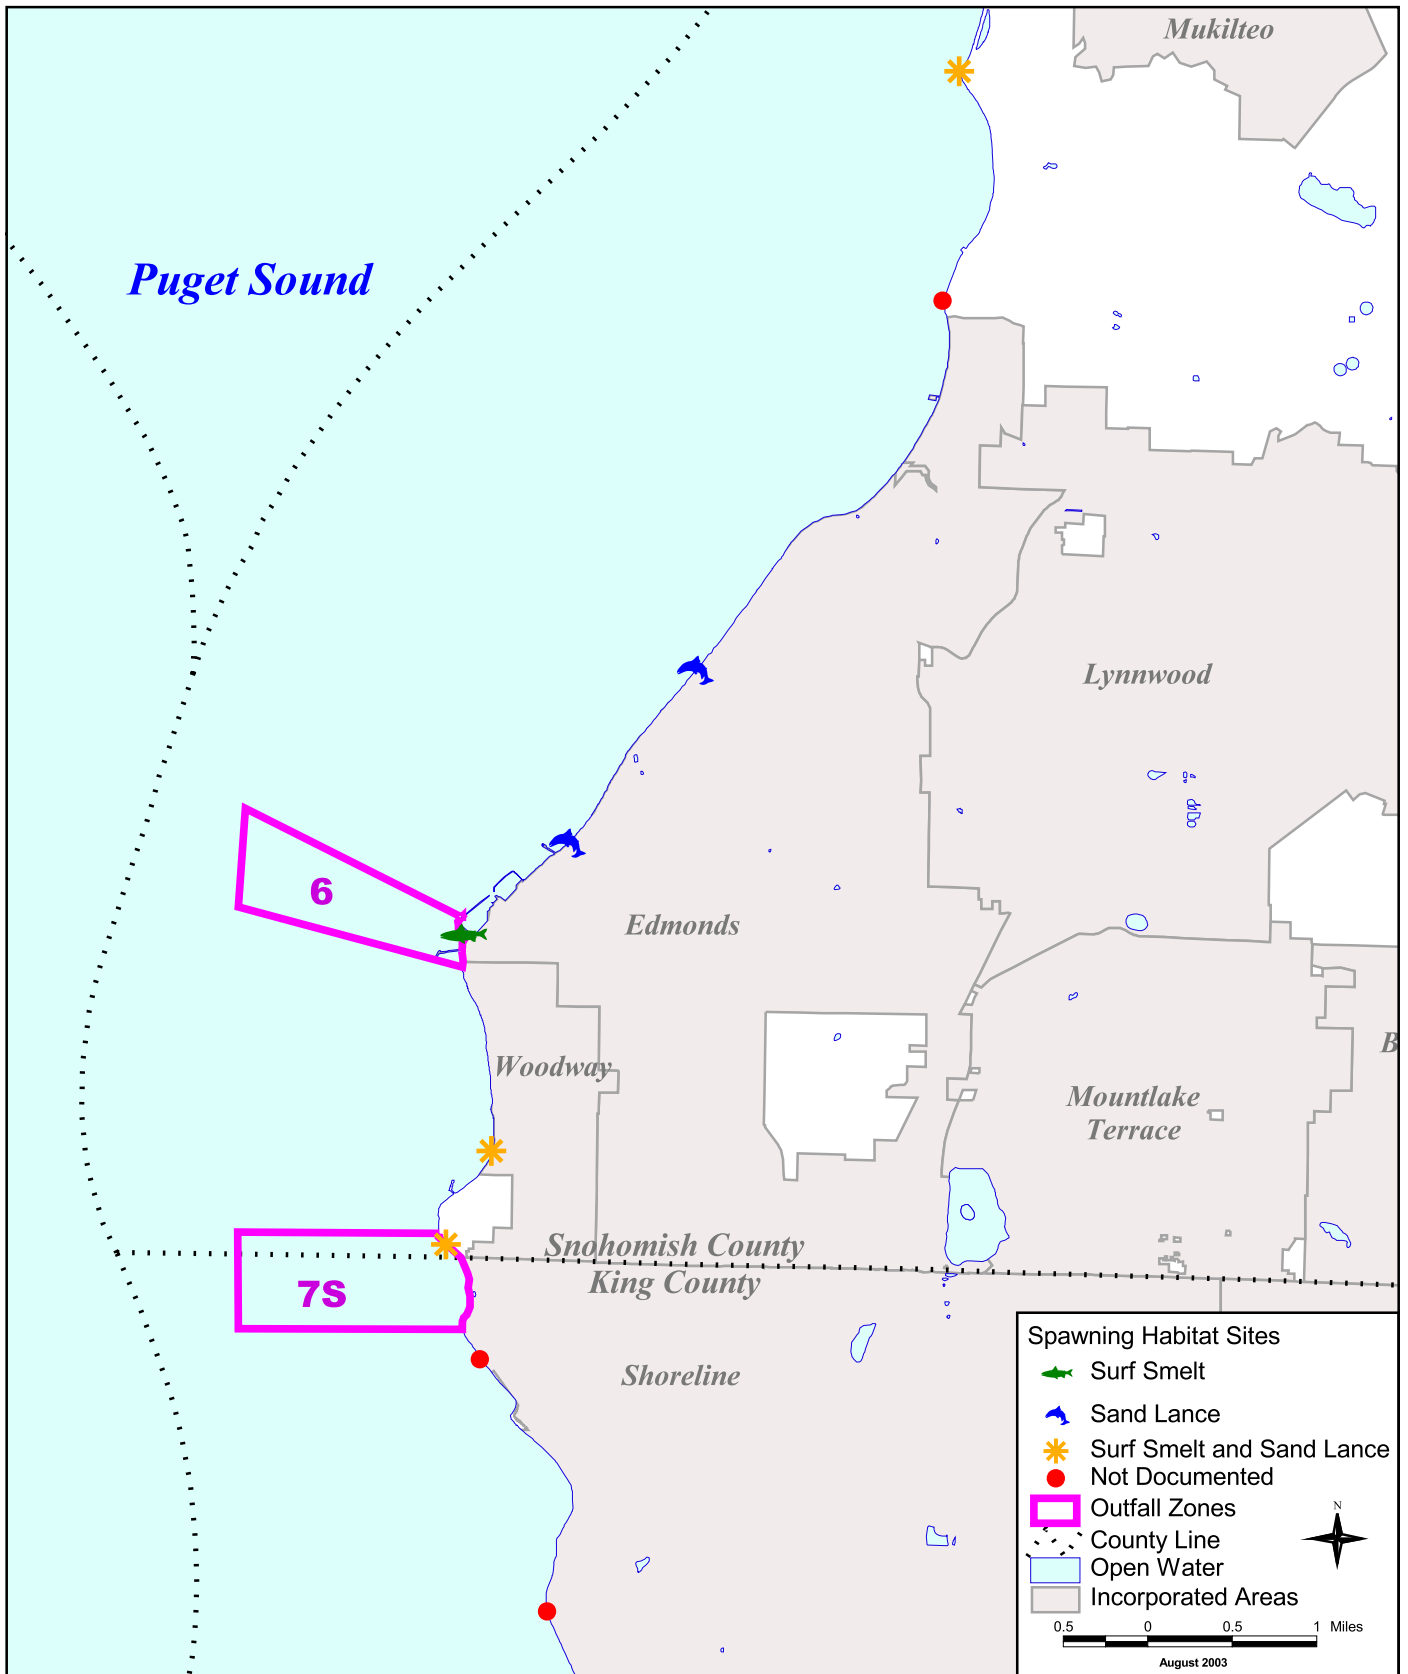 Mukilteo
Puget Sound
Lynnwood
6
Edmonds
Woodway
B
Mountlake
Terrace
Snohomish County
King County
7S
Shoreline
Spawning Habitat Sites
Surf Smelt
Sand Lance
Surf Smelt and Sand Lance
Not Documented
Outfall Zones
N
County Line
Open Water
Incorporated Areas
0.5 0 0.5 1 Miles
August 2003